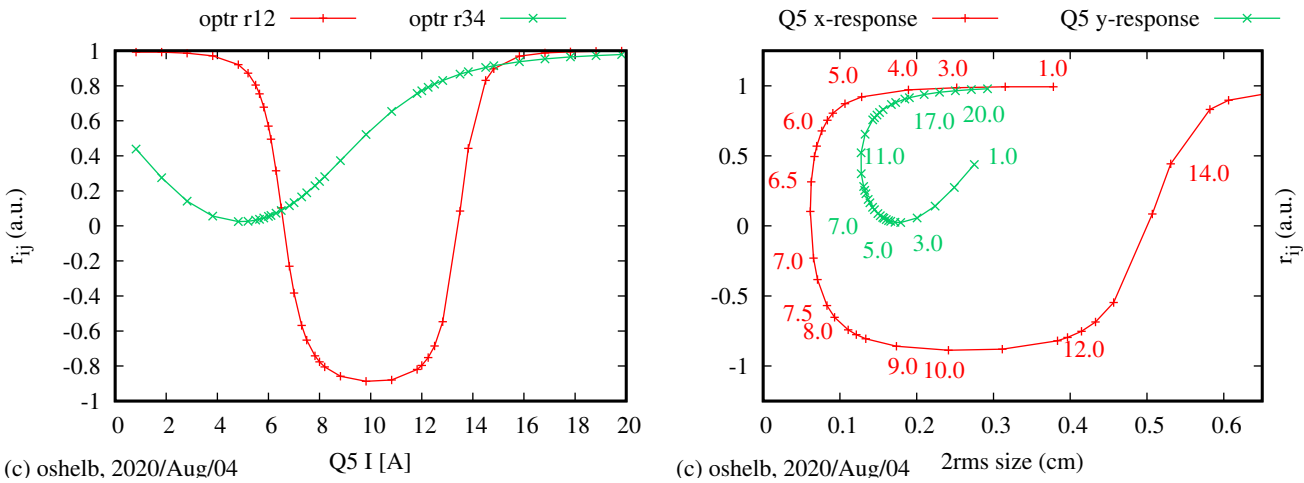 optr r12 optr r34
1
0.8
0.6
0.4
0.2
0
-0.2
-0.4
-0.6
-0.8
-1
r_ij (a.u.)
0 2 4 6 8 10 12 14 16 18 20
Q5 I [A]
(c) oshelb, 2020/Aug/04
Q5 x-response Q5 y-response
1
0.5
0
-0.5
-1
r_ij (a.u.)
5.0 4.0 3.0 1.0
6.0 17.0 20.0
11.0 1.0
6.5 14.0
7.0 5.0 3.0
7.0
7.5
8.0 12.0
9.0 10.0
0 0.1 0.2 0.3 0.4 0.5 0.6
2rms size (cm)
(c) oshelb, 2020/Aug/04